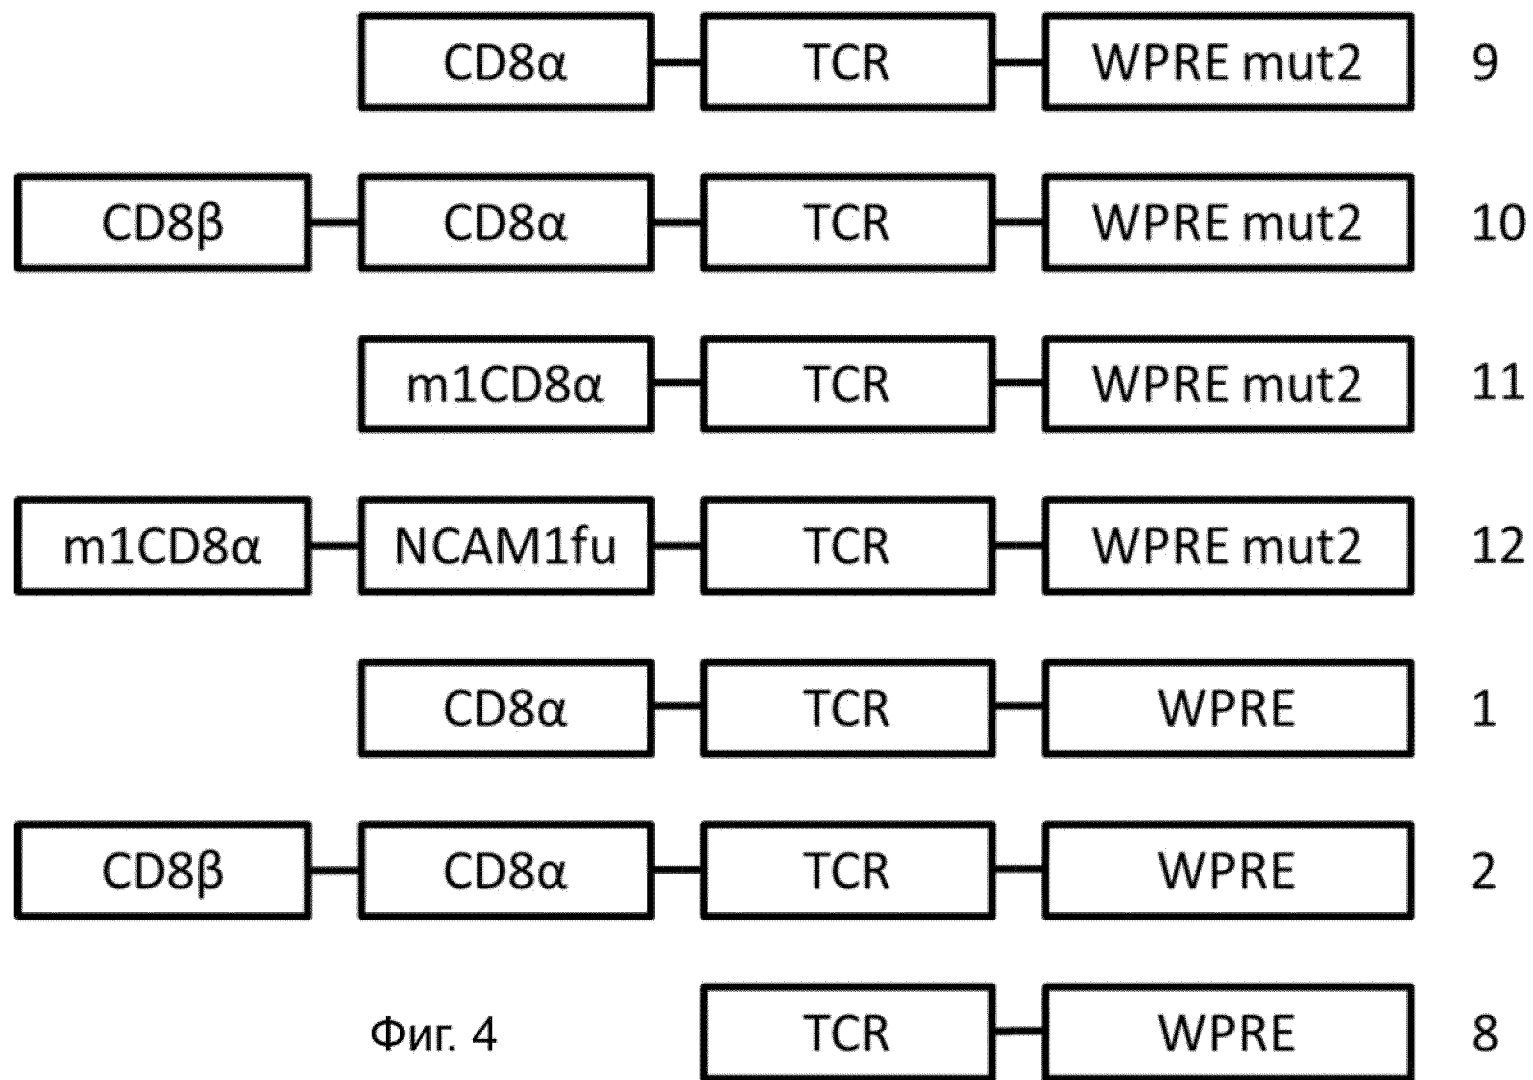 CD8α TCR WPRE mut2 9
CD8β CD8α TCR WPRE mut2 10
m1CD8α TCR WPRE mut2 11
m1CD8α NCAM1fu TCR WPRE mut2 12
CD8α TCR WPRE 1
CD8β CD8α TCR WPRE 2
Фиг. 4 TCR WPRE 8